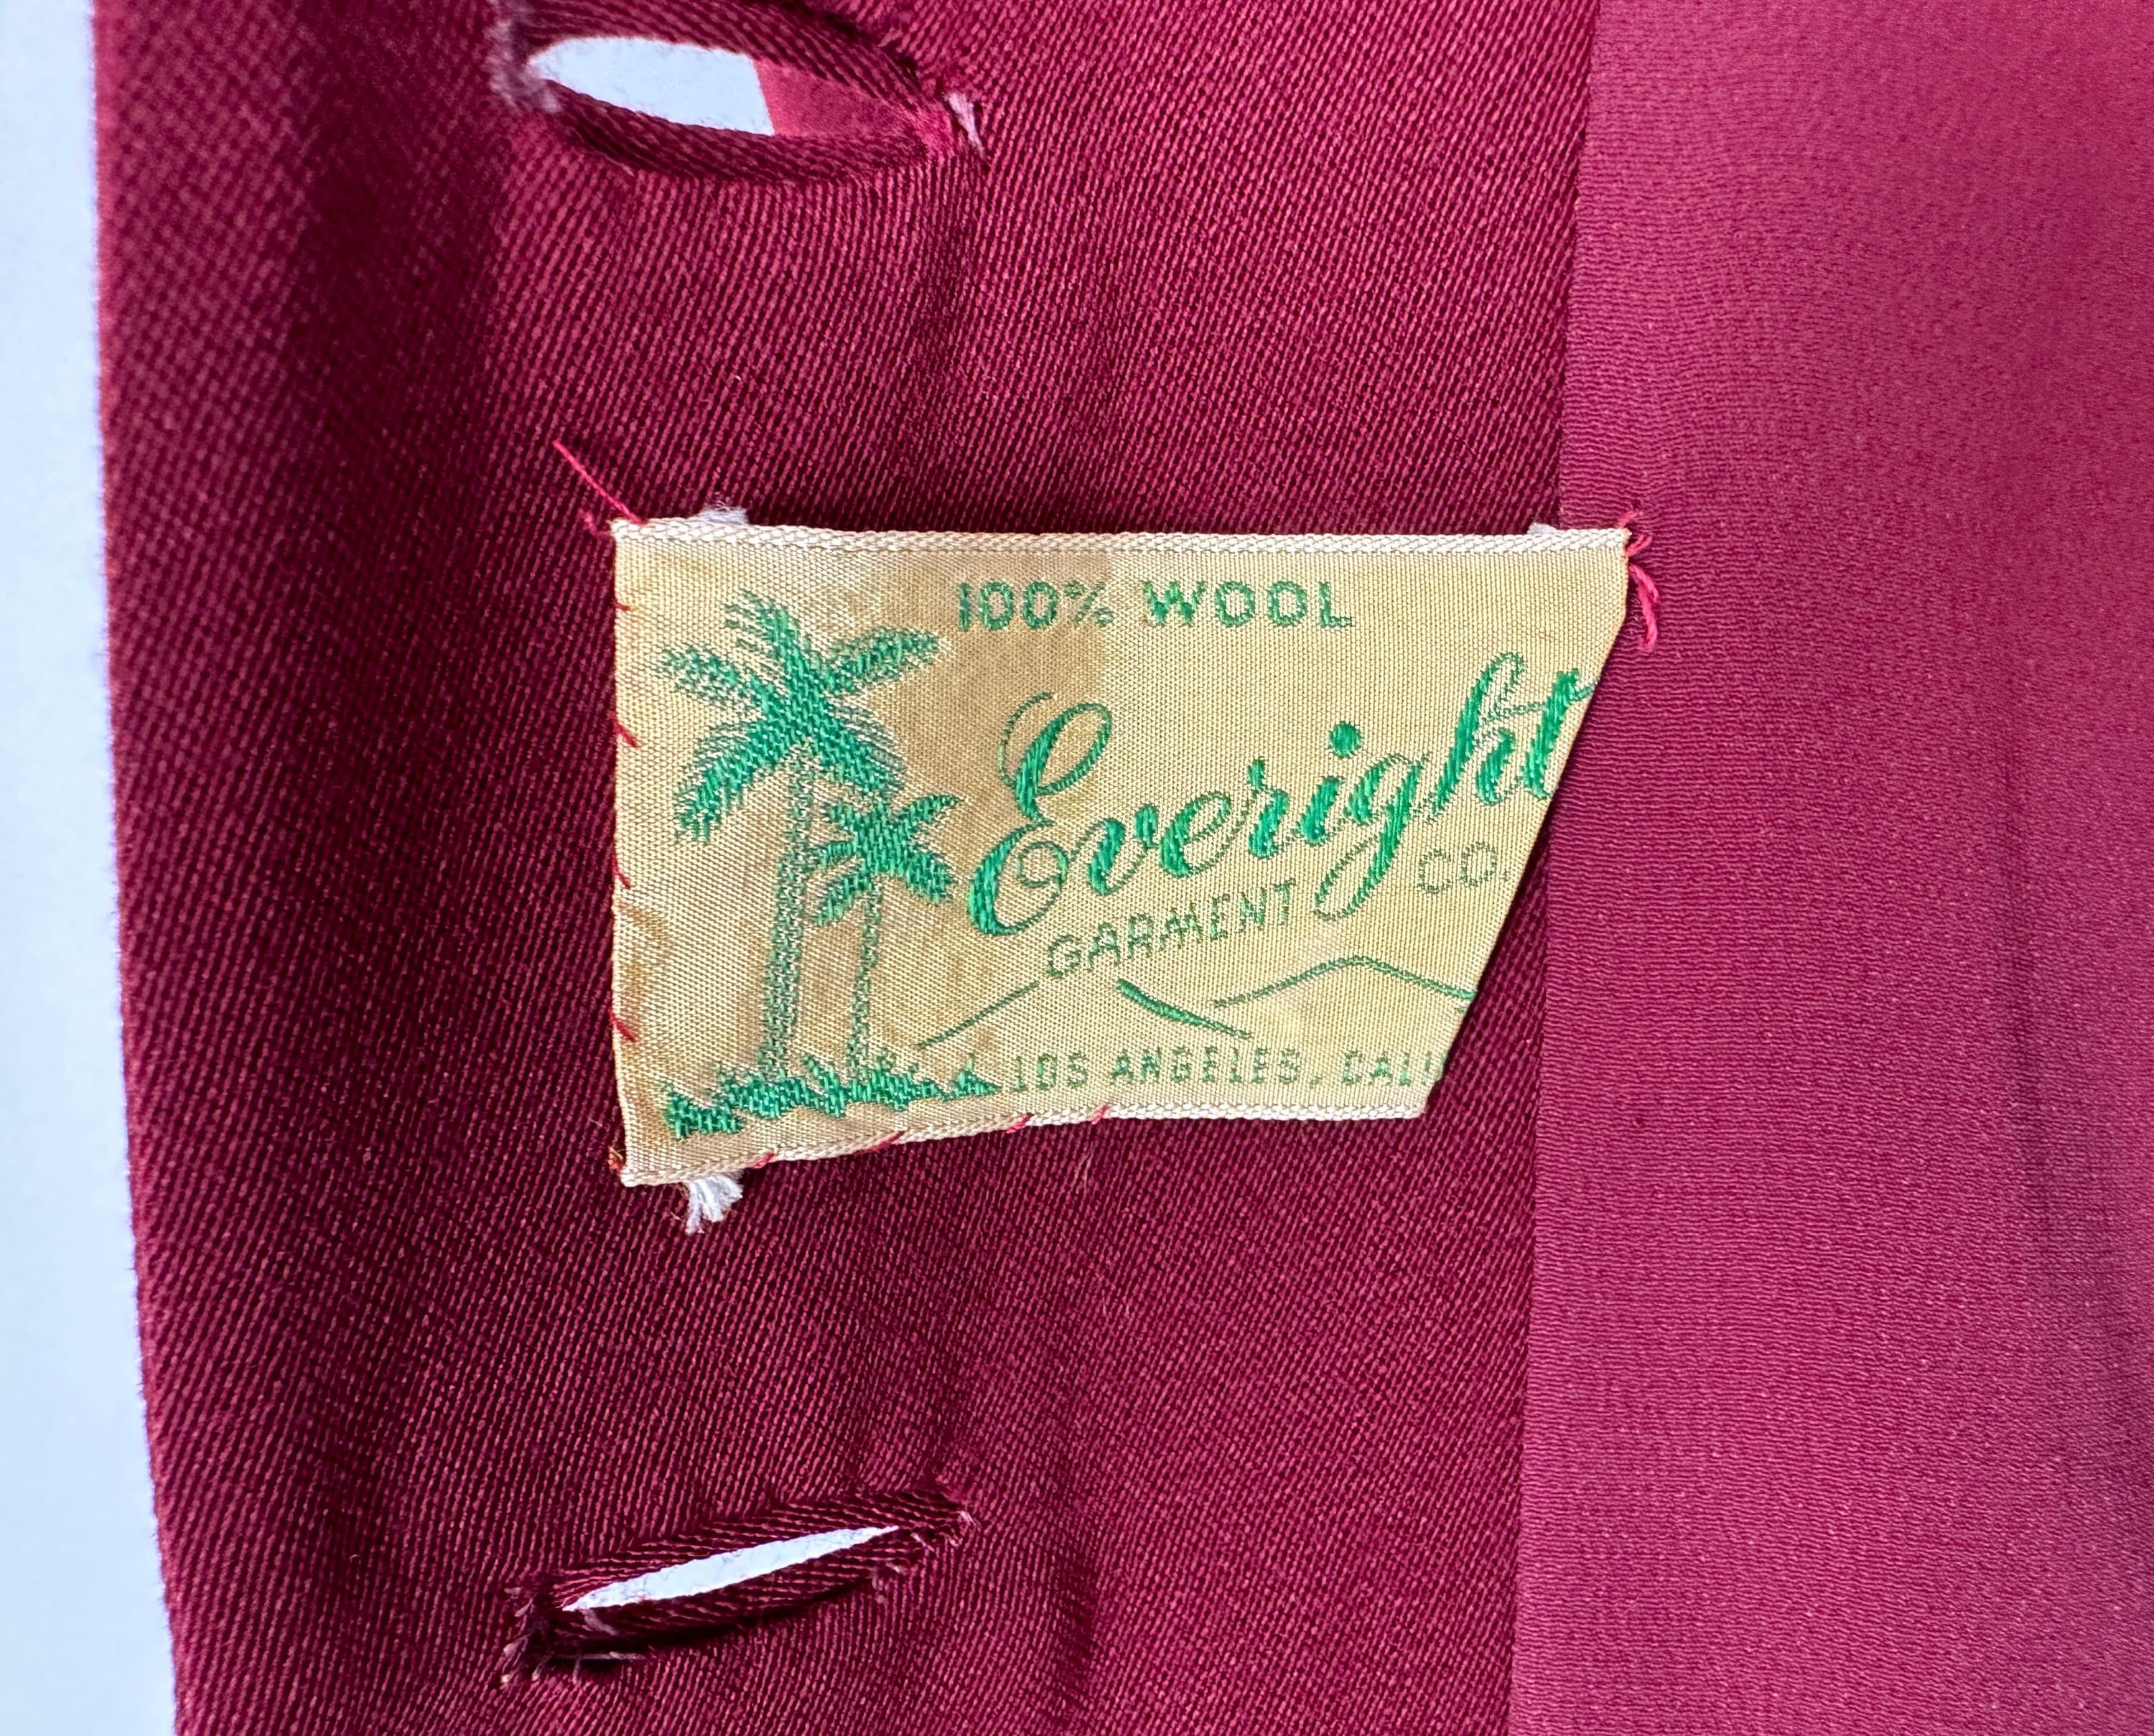 100% WOOL
Everight
GARMENT CO.
LOS ANGELES, CALI